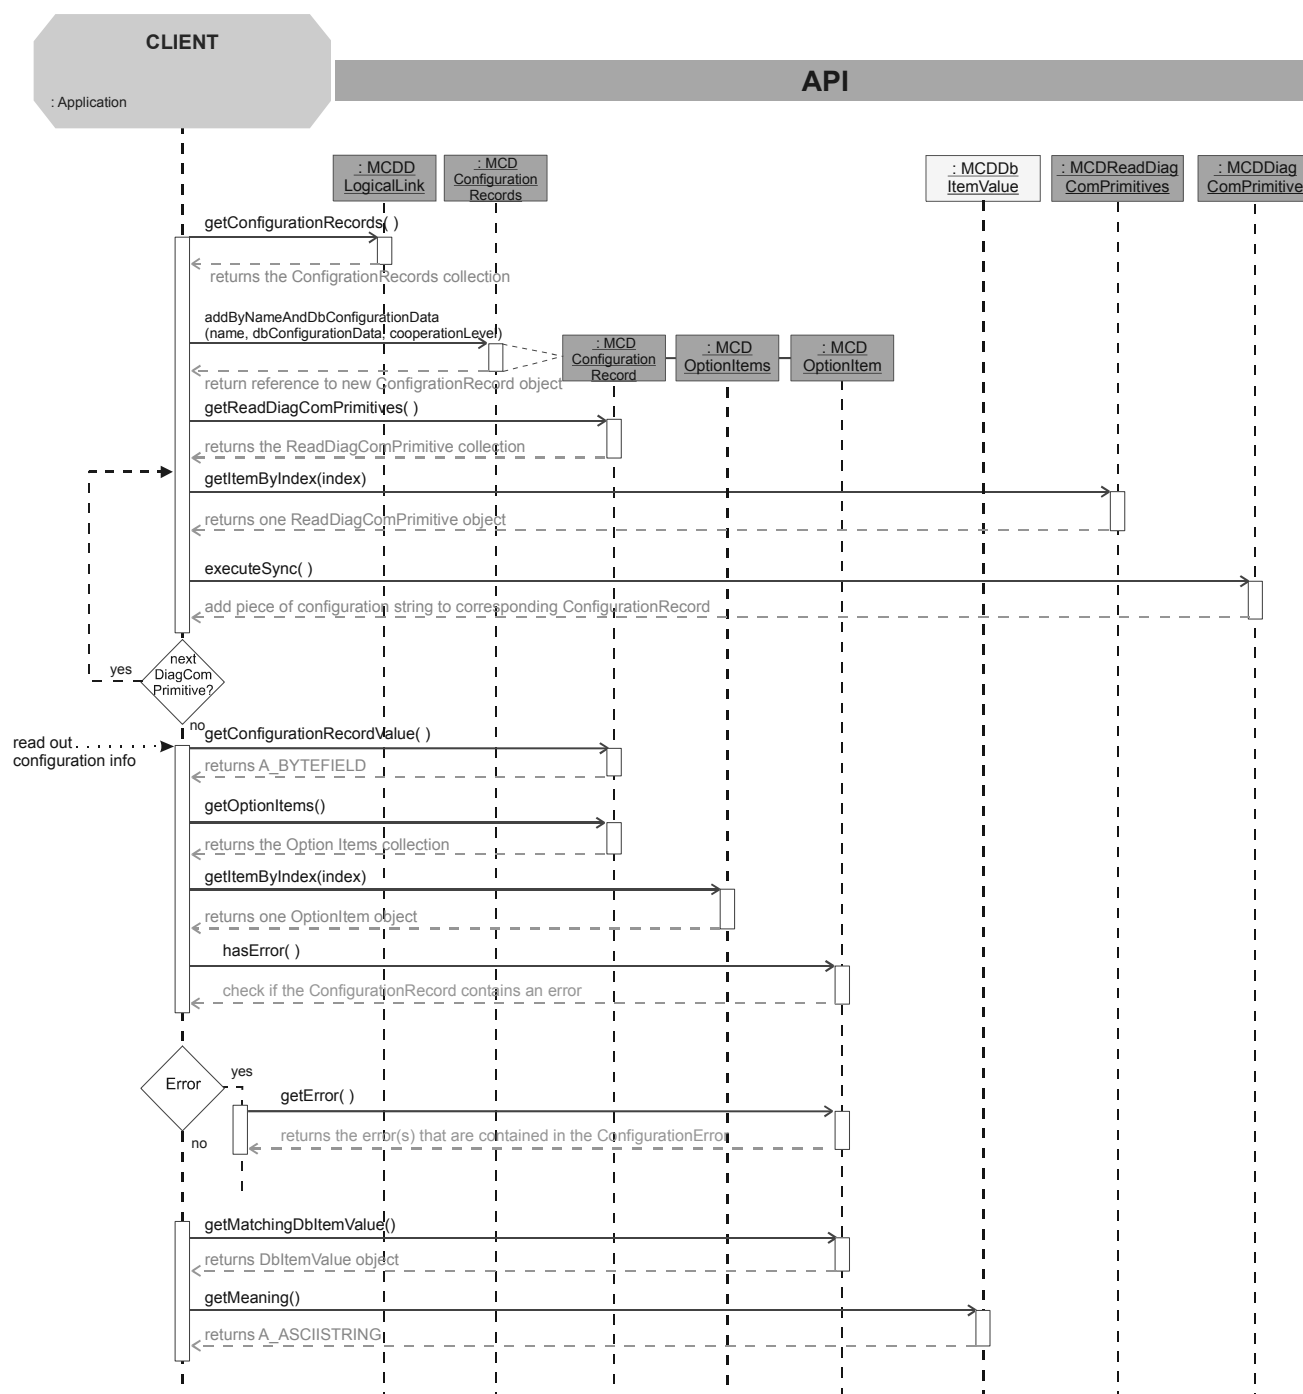 CLIENT
: Application
API
: MCDD
LogicalLink
: MCD
Configuration
Records
: MCDDb
ItemValue
: MCDReadDiag
ComPrimitives
: MCDDiag
ComPrimitive
getConfigurationRecords( )
returns the ConfigrationRecords collection
addByNameAndDbConfigurationData
(name, dbConfigurationData, cooperationLevel)
: MCD
Configuration
Record
: MCD
OptionItems
: MCD
OptionItem
return reference to new ConfigrationRecord object
getReadDiagComPrimitives( )
returns the ReadDiagComPrimitive collection
getItemByIndex(index)
returns one ReadDiagComPrimitive object
executeSync( )
add piece of configuration string to corresponding ConfigurationRecord
next
DiagCom
Primitive?
yes
no
read out
configuration info
getConfigurationRecordValue( )
returns A_BYTEFIELD
getOptionItems()
returns the Option Items collection
getItemByIndex(index)
returns one OptionItem object
hasError( )
check if the ConfigurationRecord contains an error
Error
yes
no
getError( )
returns the error(s) that are contained in the ConfigurationError
getMatchingDbItemValue()
returns DbItemValue object
getMeaning()
returns A_ASCIISTRING